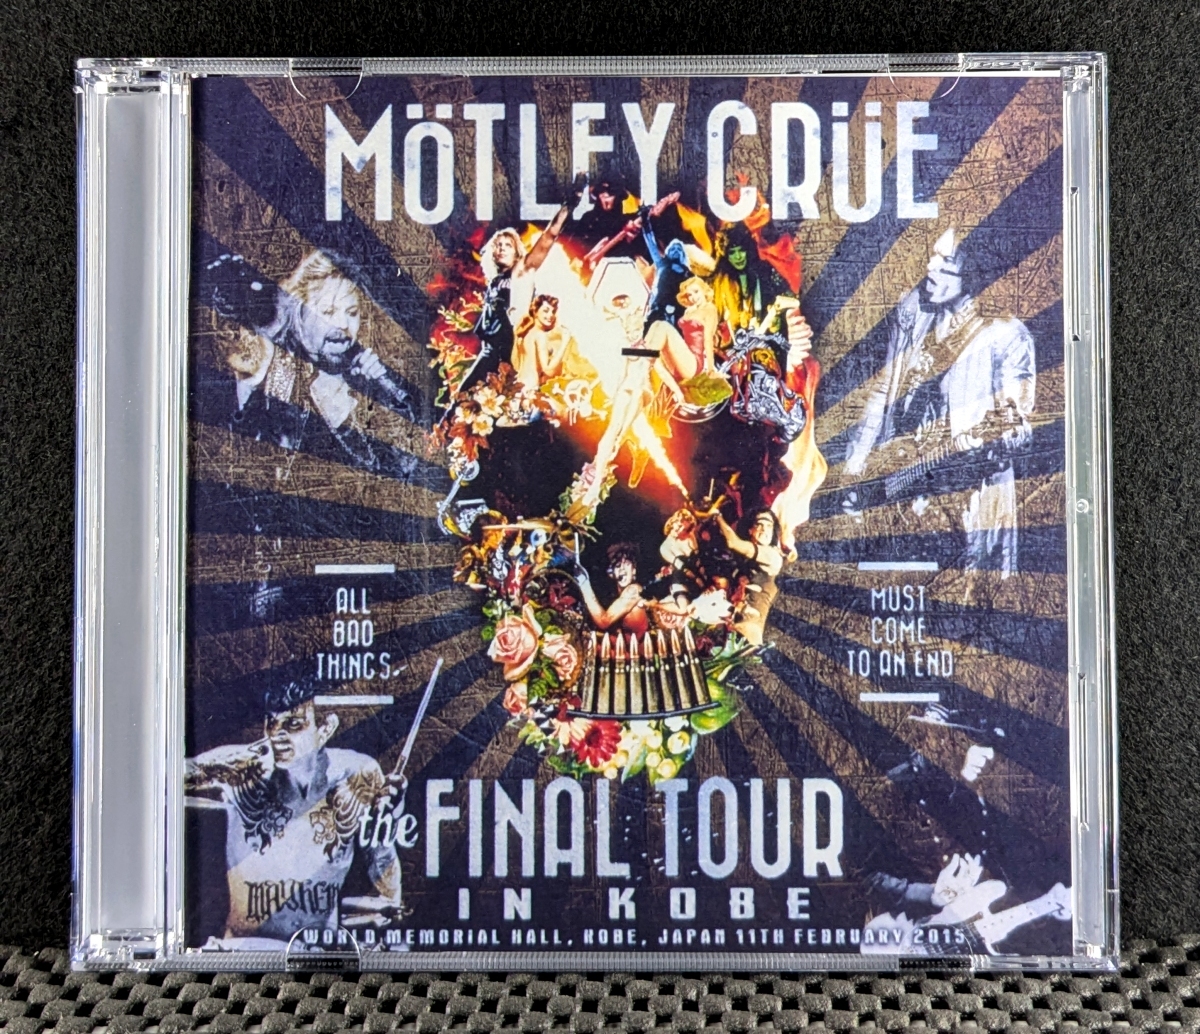 MÖTLEY CRÜE
ALL
BAD
THINGS
MUST
COME
TO AN END
the FINAL TOUR
IN KOBE
MAYHEM
WORLD MEMORIAL HALL, KOBE, JAPAN 11TH FEBRUARY 2015